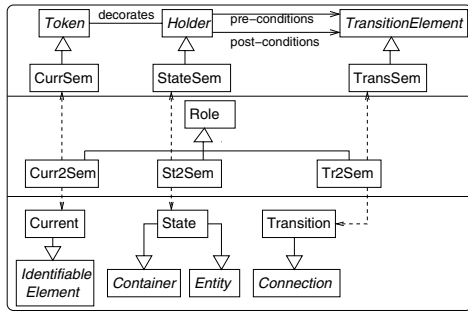 Token
decorates
Holder
pre-conditions
post-conditions
TransitionElement
CurrSem
StateSem
TransSem
Role
Curr2Sem
St2Sem
Tr2Sem
Current
State
Transition
Identifiable
Element
Container
Entity
Connection